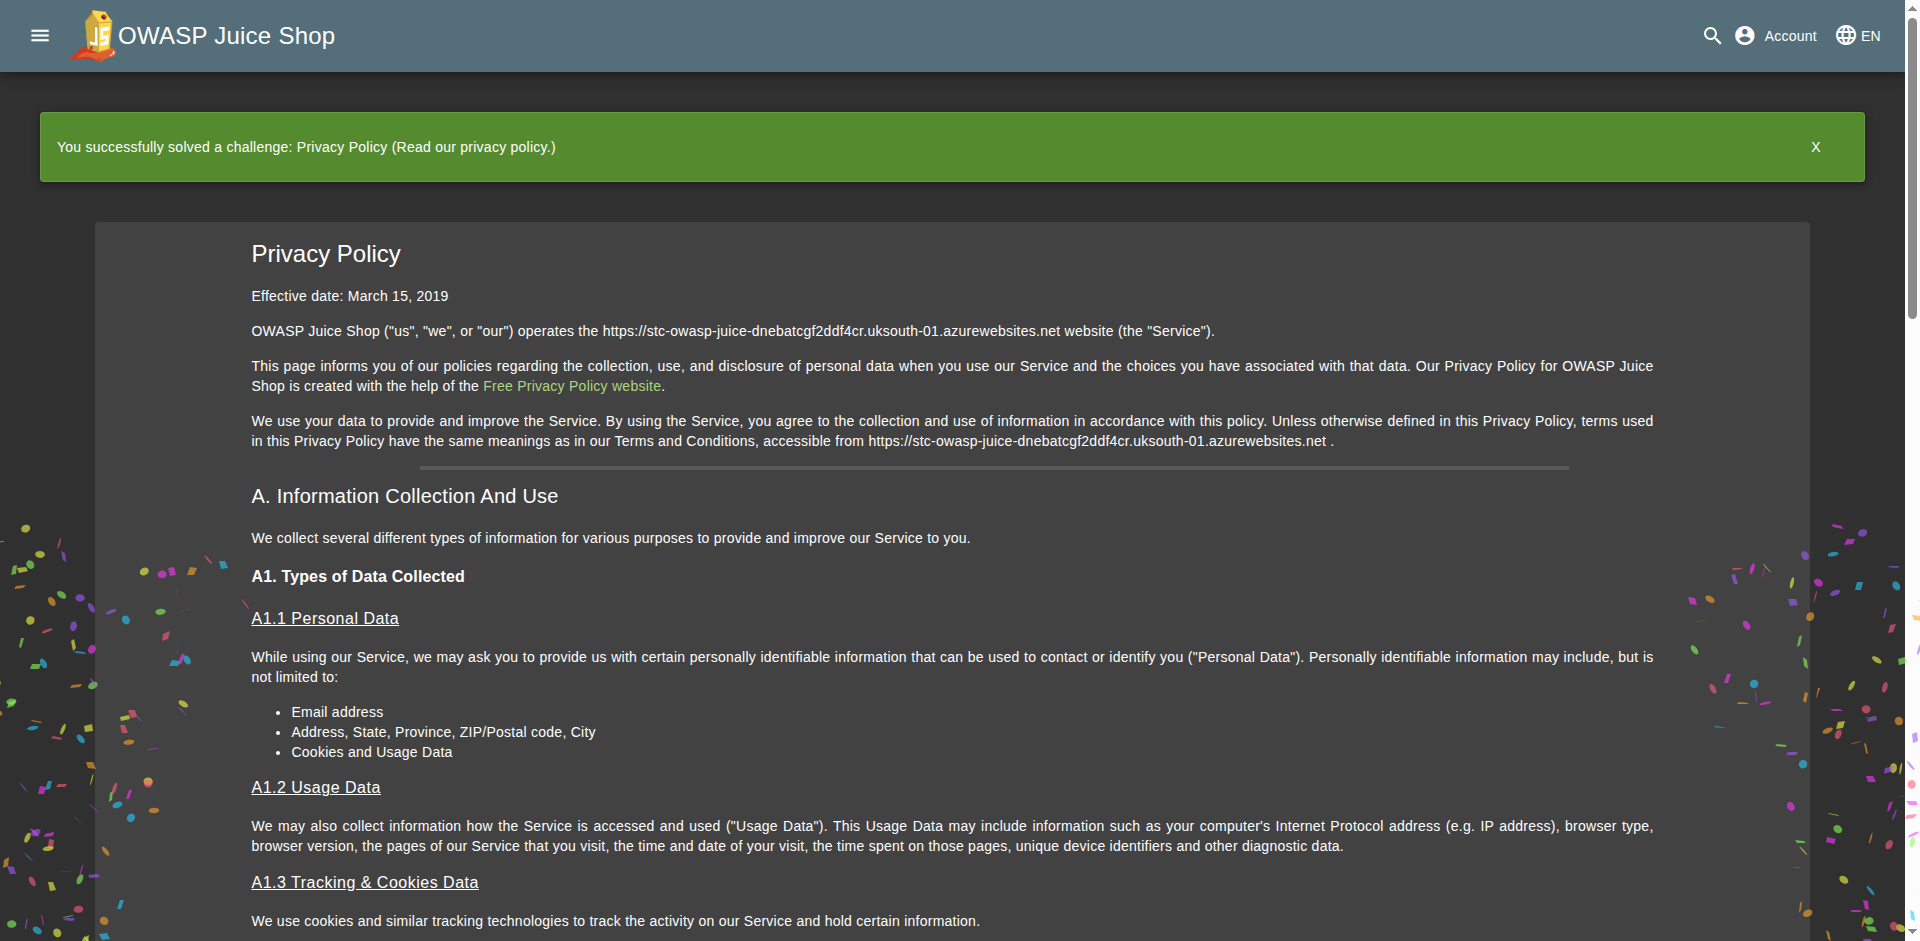 OWASP Juice Shop
Account
EN
You successfully solved a challenge: Privacy Policy (Read our privacy policy.)
X
Privacy Policy
Effective date: March 15, 2019
OWASP Juice Shop ("us", "we", or "our") operates the https://stc-owasp-juice-dnebatcgf2ddf4cr.uksouth-01.azurewebsites.net website (the "Service").
This page informs you of our policies regarding the collection, use, and disclosure of personal data when you use our Service and the choices you have associated with that data. Our Privacy Policy for OWASP Juice
Shop is created with the help of the Free Privacy Policy website.
We use your data to provide and improve the Service. By using the Service, you agree to the collection and use of information in accordance with this policy. Unless otherwise defined in this Privacy Policy, terms used
in this Privacy Policy have the same meanings as in our Terms and Conditions, accessible from https://stc-owasp-juice-dnebatcgf2ddf4cr.uksouth-01.azurewebsites.net .
A. Information Collection And Use
We collect several different types of information for various purposes to provide and improve our Service to you.
A1. Types of Data Collected
A1.1 Personal Data
While using our Service, we may ask you to provide us with certain personally identifiable information that can be used to contact or identify you ("Personal Data"). Personally identifiable information may include, but is
not limited to:
• Email address
• Address, State, Province, ZIP/Postal code, City
• Cookies and Usage Data
A1.2 Usage Data
We may also collect information how the Service is accessed and used ("Usage Data"). This Usage Data may include information such as your computer's Internet Protocol address (e.g. IP address), browser type,
browser version, the pages of our Service that you visit, the time and date of your visit, the time spent on those pages, unique device identifiers and other diagnostic data.
A1.3 Tracking & Cookies Data
We use cookies and similar tracking technologies to track the activity on our Service and hold certain information.